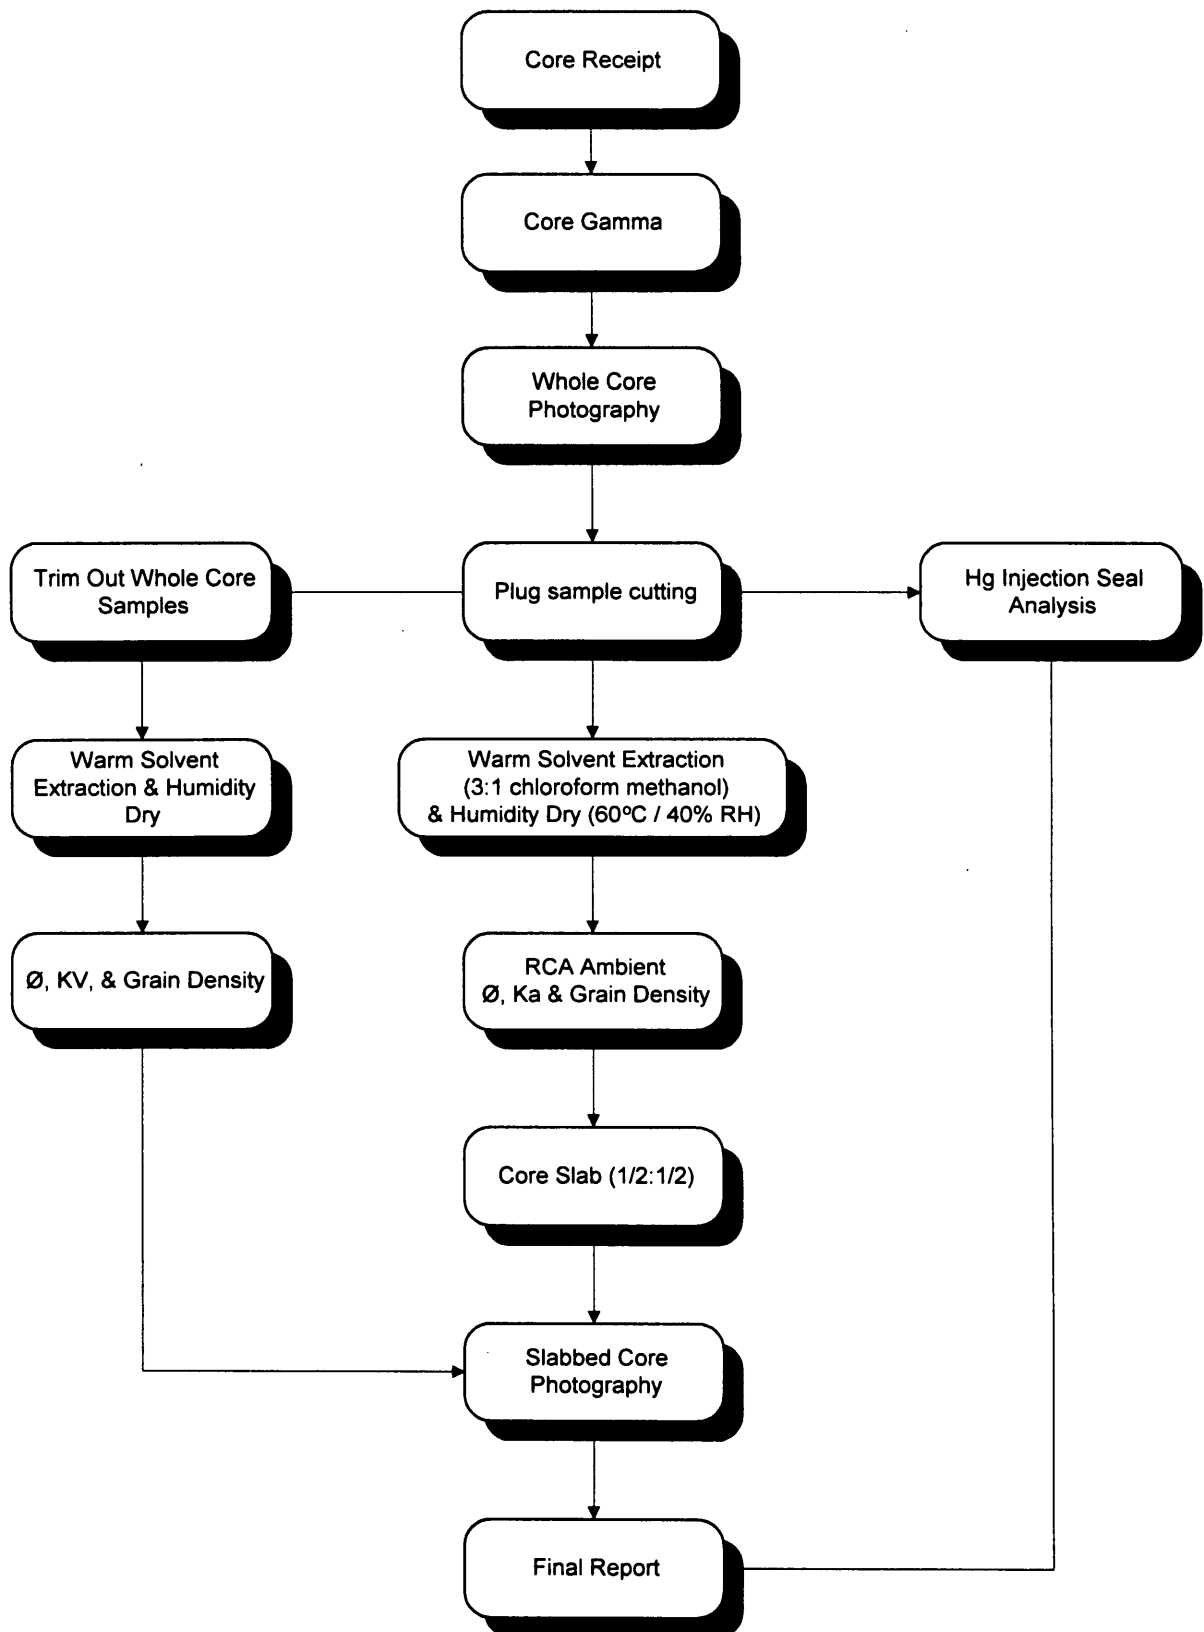 Core Receipt
Core Gamma
Whole Core
Photography
Trim Out Whole Core
Samples
Plug sample cutting
Hg Injection Seal
Analysis
Warm Solvent
Extraction & Humidity
Dry
Warm Solvent Extraction
(3:1 chloroform methanol)
& Humidity Dry (60ºC / 40% RH)
Ø, KV, & Grain Density
RCA Ambient
Ø, Ka & Grain Density
Core Slab (1/2:1/2)
Slabbed Core
Photography
Final Report